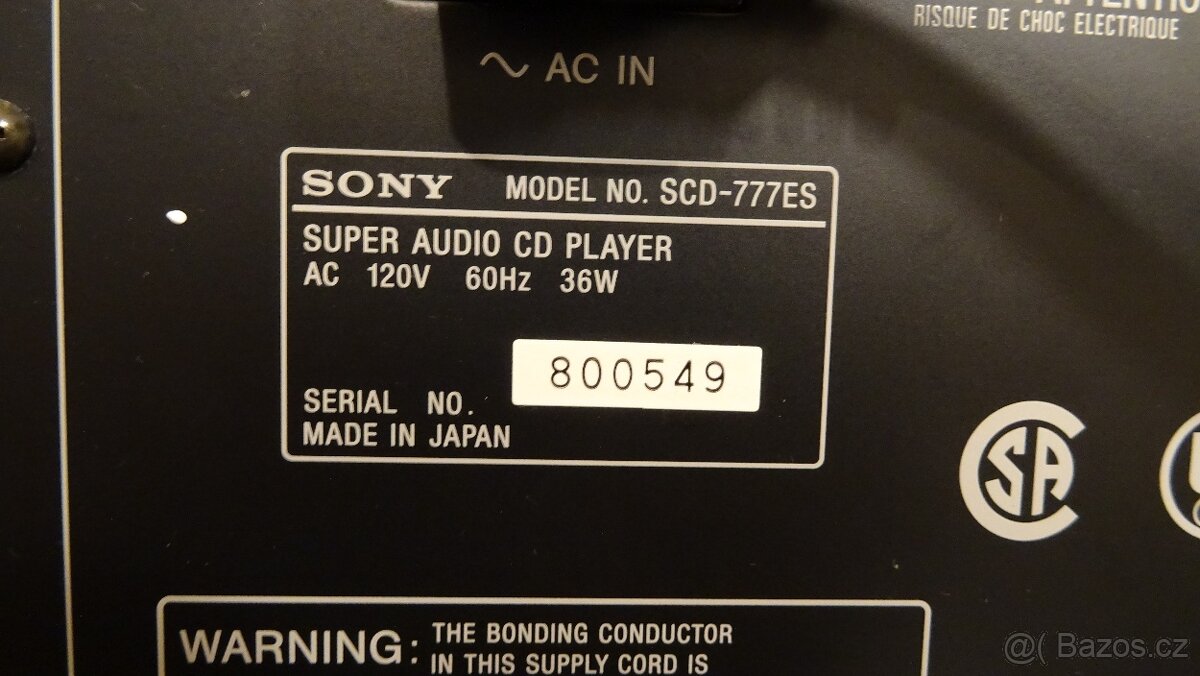 RISQUE DE CHOC ELECTRIQUE
~ AC IN
SONY MODEL NO. SCD-777ES
SUPER AUDIO CD PLAYER
AC 120V 60Hz 36W
800549
SERIAL NO.
MADE IN JAPAN
SA
WARNING: THE BONDING CONDUCTOR
IN THIS SUPPLY CORD IS
@( Bazoš.cz